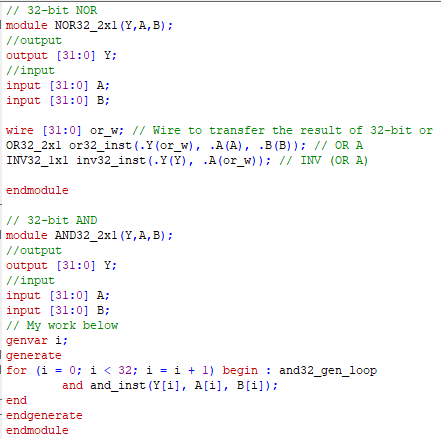 // 32-bit NOR
module NOR32_2x1(Y,A,B);
//output
output [31:0] Y;
//input
input [31:0] A;
input [31:0] B;
wire [31:0] or_w; // Wire to transfer the result of 32-bit or
OR32_2x1 or32_inst(.Y(or_w), .A(A), .B(B)); // OR A
INV32_1x1 inv32_inst(.Y(Y), .A(or_w)); // INV (OR A)
endmodule
// 32-bit AND
module AND32_2x1(Y,A,B);
//output
output [31:0] Y;
//input
input [31:0] A;
input [31:0] B;
// My work below
genvar i;
generate
for (i = 0; i < 32; i = i + 1) begin : and32_gen_loop
and and_inst(Y[i], A[i], B[i]);
end
endgenerate
endmodule